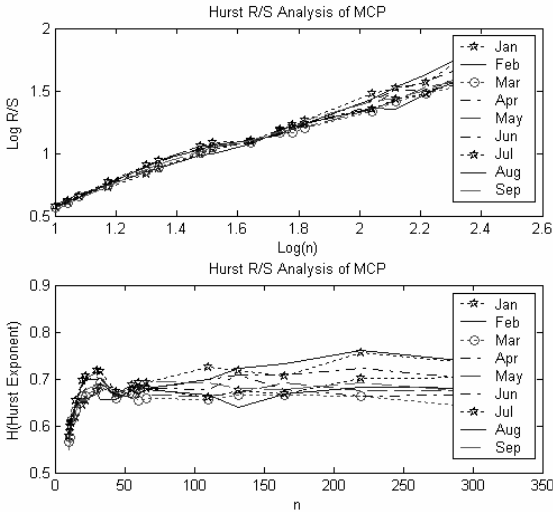 Hurst R/S Analysis of MCP
2
1.5
1
0.5
Log R/S
1
1.2
1.4
1.6
1.8
2
2.2
2.4
2.6
Log(n)
Jan
Feb
Mar
Apr
May
Jun
Jul
Aug
Sep
Hurst R/S Analysis of MCP
0.9
0.8
0.7
0.6
0.5
H(Hurst Exponent)
0
50
100
150
200
250
300
350
n
Jan
Feb
Mar
Apr
May
Jun
Jul
Aug
Sep